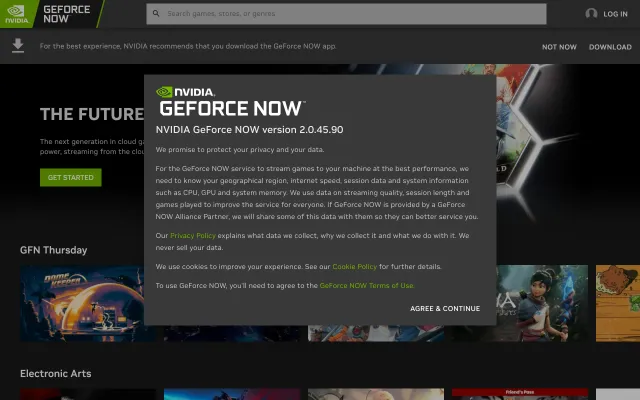 NVIDIA
GEFORCE
NOW
Search games, stores, or genres
LOG IN
For the best experience, NVIDIA recommends that you download the GeForce NOW app.
NOT NOW
DOWNLOAD
THE FUTURE
The next generation in cloud ga
power, streaming from the clou
GET STARTED
NVIDIA.
GEFORCE NOW
NVIDIA GeForce NOW version 2.0.45.90
We promise to protect your privacy and your data.
For the GeForce NOW service to stream games to your machine at the best performance, we
need to know your geographical region, internet speed, session data and system information
such as CPU, GPU and system memory. We use data on streaming quality, session length and
games played to improve the service for everyone. If GeForce NOW is provided by a GeForce
NOW Alliance Partner, we will share some of this data with them so they can better service you.
Our Privacy Policy explains what data we collect, why we collect it and what we do with it. We
never sell your data.
We use cookies to improve your experience. See our Cookie Policy for further details.
To use GeForce NOW, you'll need to agree to the GeForce NOW Terms of Use.
AGREE & CONTINUE
GFN Thursday
DOME
KEEPER
Electronic Arts
Friend's Pass